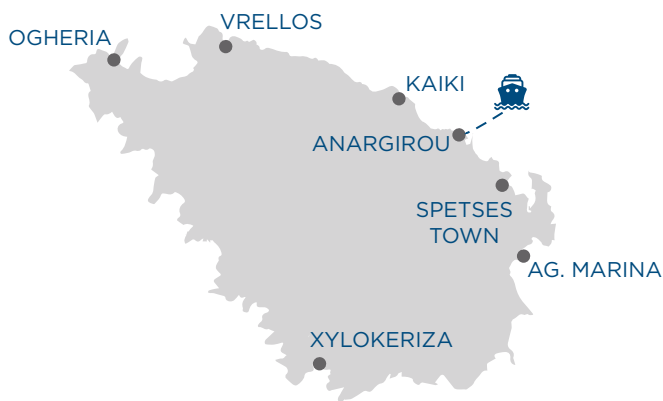 VRELLOS
OGHERIA
KAIKI
ANARGIROU
SPETSES
TOWN
AG. MARINA
XYLOKERIZA